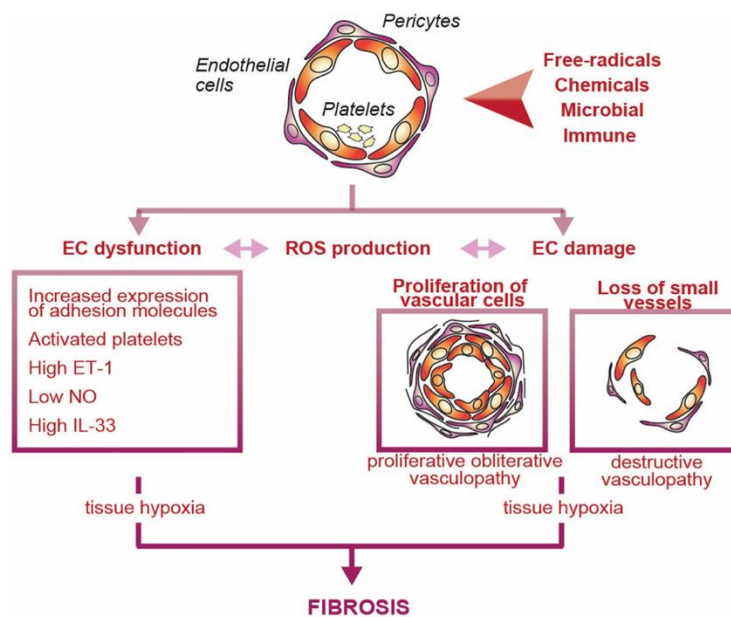 Pericytes
Endothelial
cells
Platelets
Free-radicals
Chemicals
Microbial
Immune
EC dysfunction
ROS production
EC damage
Increased expression
of adhesion molecules
Activated platelets
High ET-1
Low NO
High IL-33
Proliferation
of vascular cells
Loss of small
vessels
proliferative obliterative
vasculopathy
destructive
vasculopathy
tissue hypoxia
tissue hypoxia
FIBROSIS